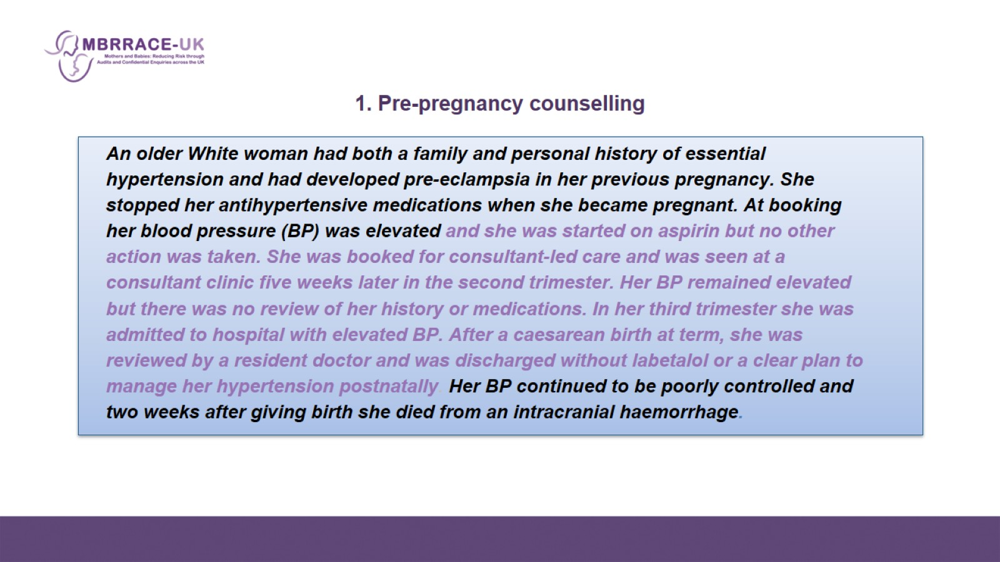 MBRRACE-UK
Mothers and Babies: Reducing Risk through
Audits and Confidential Enquiries across the UK
1. Pre-pregnancy counselling
An older White woman had both a family and personal history of essential
hypertension and had developed pre-eclampsia in her previous pregnancy. She
stopped her antihypertensive medications when she became pregnant. At booking
her blood pressure (BP) was elevated and she was started on aspirin but no other
action was taken. She was booked for consultant-led care and was seen at a
consultant clinic five weeks later in the second trimester. Her BP remained elevated
but there was no review of her history or medications. In her third trimester she was
admitted to hospital with elevated BP. After a caesarean birth at term, she was
reviewed by a resident doctor and was discharged without labetalol or a clear plan to
manage her hypertension postnatally. Her BP continued to be poorly controlled and
two weeks after giving birth she died from an intracranial haemorrhage.